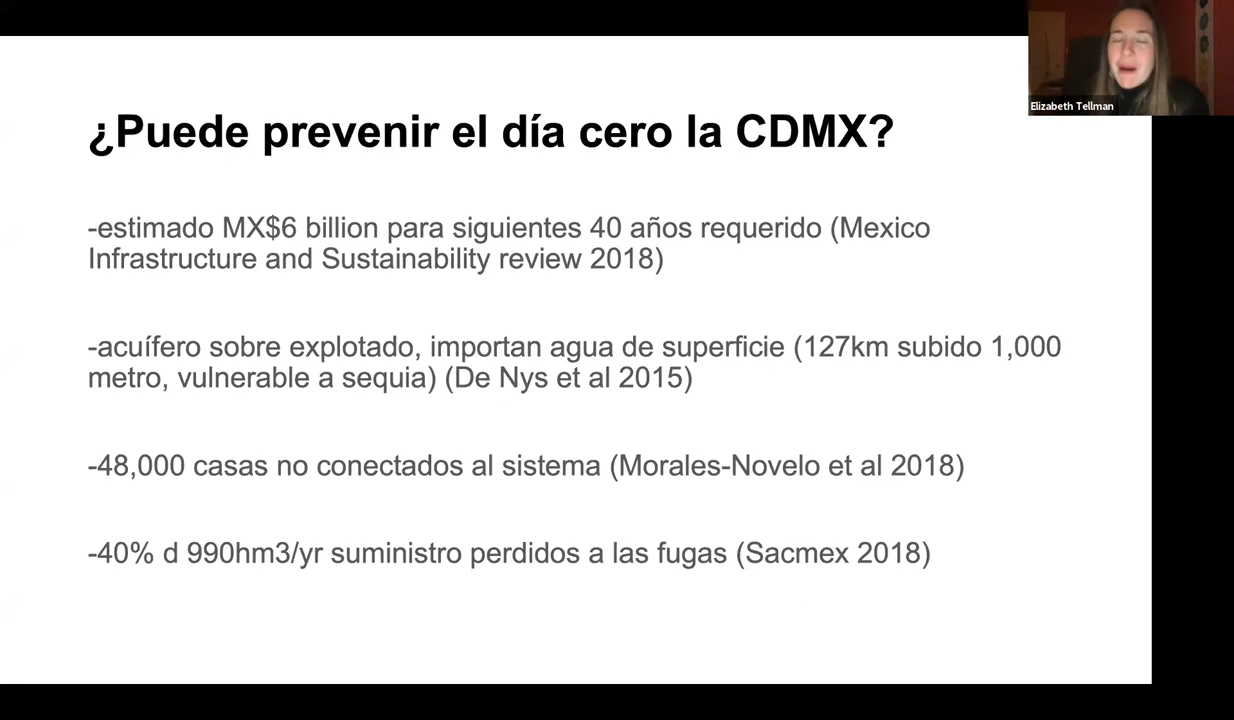 Elizabeth Tellman
¿Puede prevenir el día cero la CDMX?
-estimado MX$6 billion para siguientes 40 años requerido (Mexico
Infrastructure and Sustainability review 2018)
-acuífero sobre explotado, importan agua de superficie (127km subido 1,000
metro, vulnerable a sequia) (De Nys et al 2015)
-48,000 casas no conectados al sistema (Morales-Novelo et al 2018)
-40% d 990hm3/yr suministro perdidos a las fugas (Sacmex 2018)